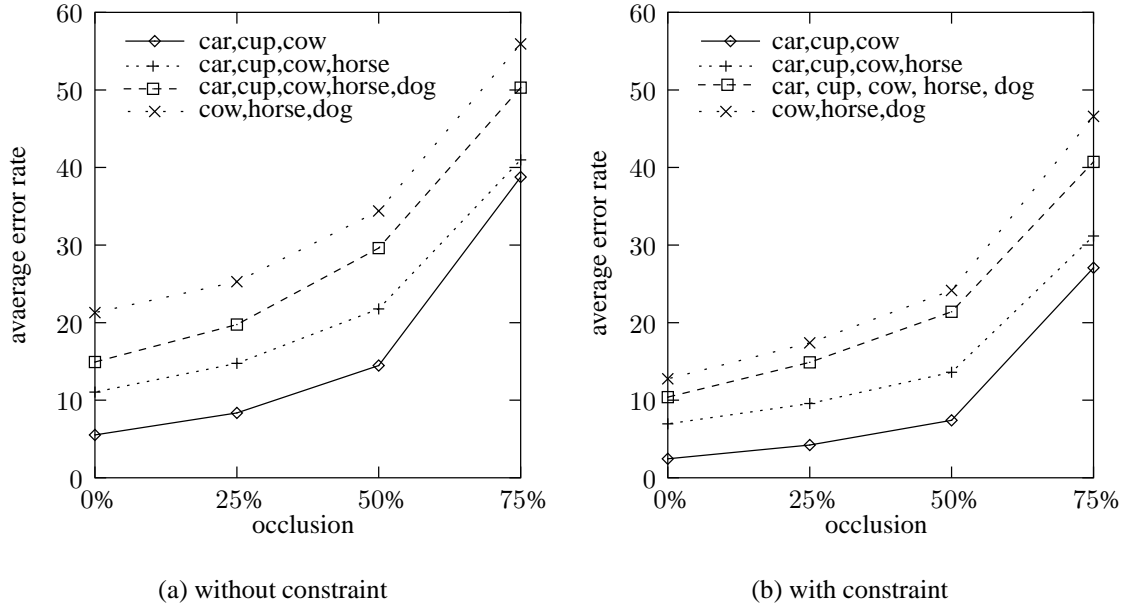 60
50
40
30
20
10
0
0% 25% 50% 75%
avaerage error rate
occlusion
car,cup,cow
car,cup,cow,horse
car,cup,cow,horse,dog
cow,horse,dog
(a) without constraint
60
50
40
30
20
10
0
0% 25% 50% 75%
average error rate
occlusion
car,cup,cow
car,cup,cow,horse
car, cup, cow, horse, dog
cow,horse,dog
(b) with constraint